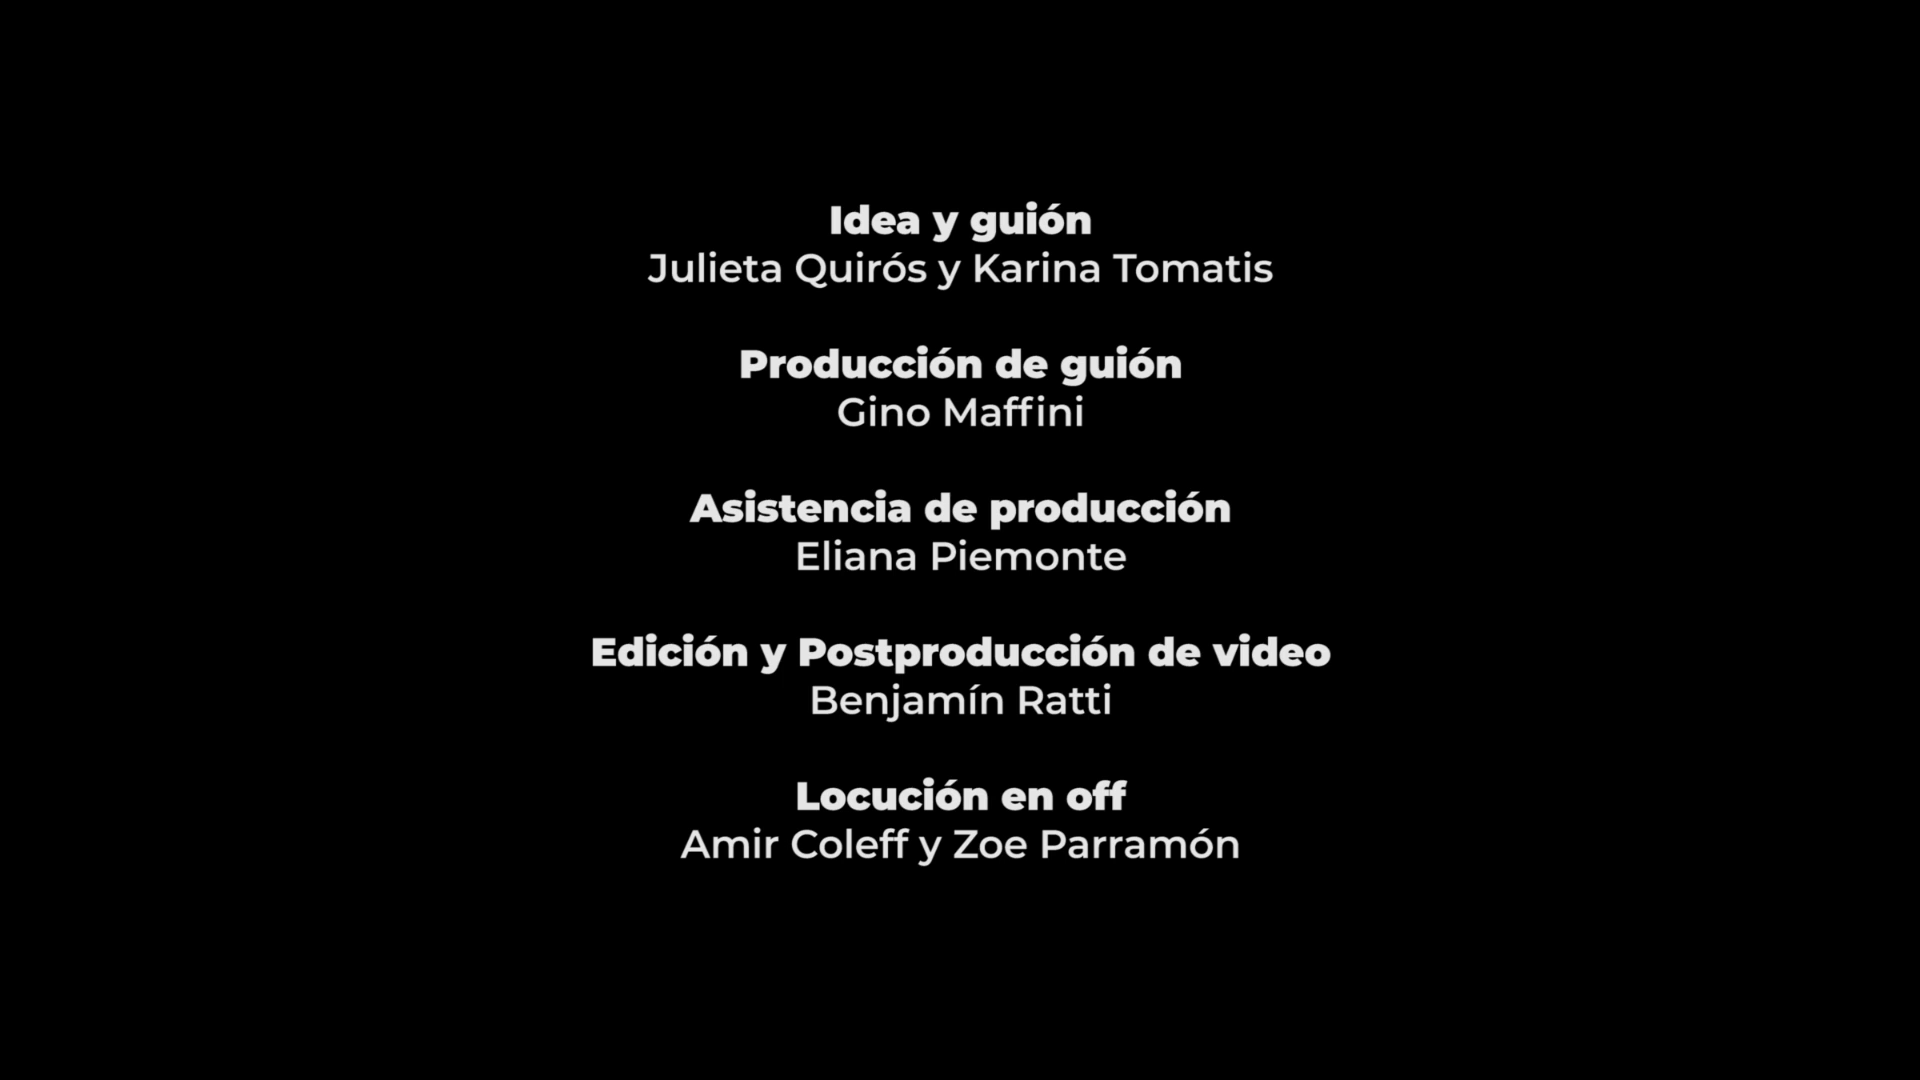 Idea y guión
Julieta Quirós y Karina Tomatis
Producción de guión
Gino Maffini
Asistencia de producción
Eliana Piemonte
Edición y Postproducción de video
Benjamín Ratti
Locución en off
Amir Coleff y Zoe Parramón